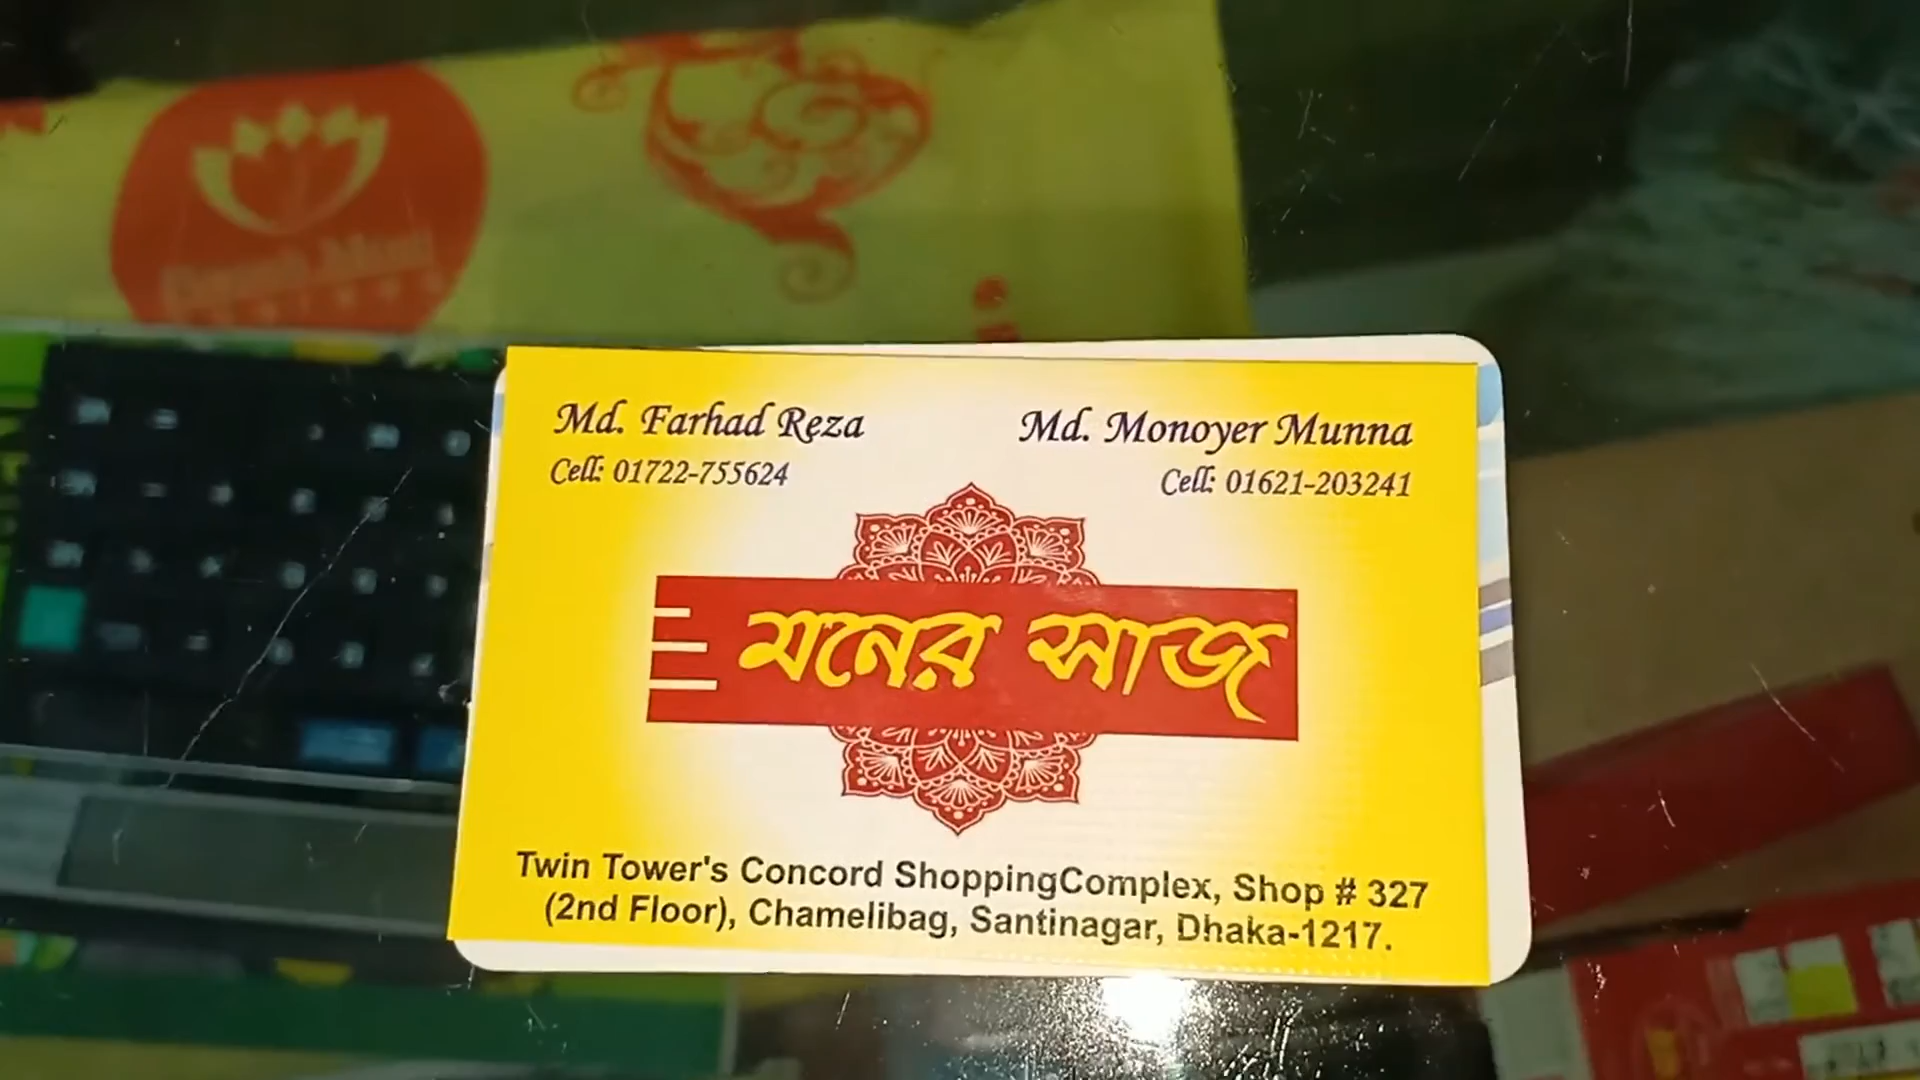 Md. Farhad Reza
Cell: 01722-755624
Md. Monoyer Munna
Cell: 01621-203241
মনের সাজ
Twin Tower's Concord ShoppingComplex, Shop # 327
(2nd Floor), Chamelibag, Santinagar, Dhaka-1217.